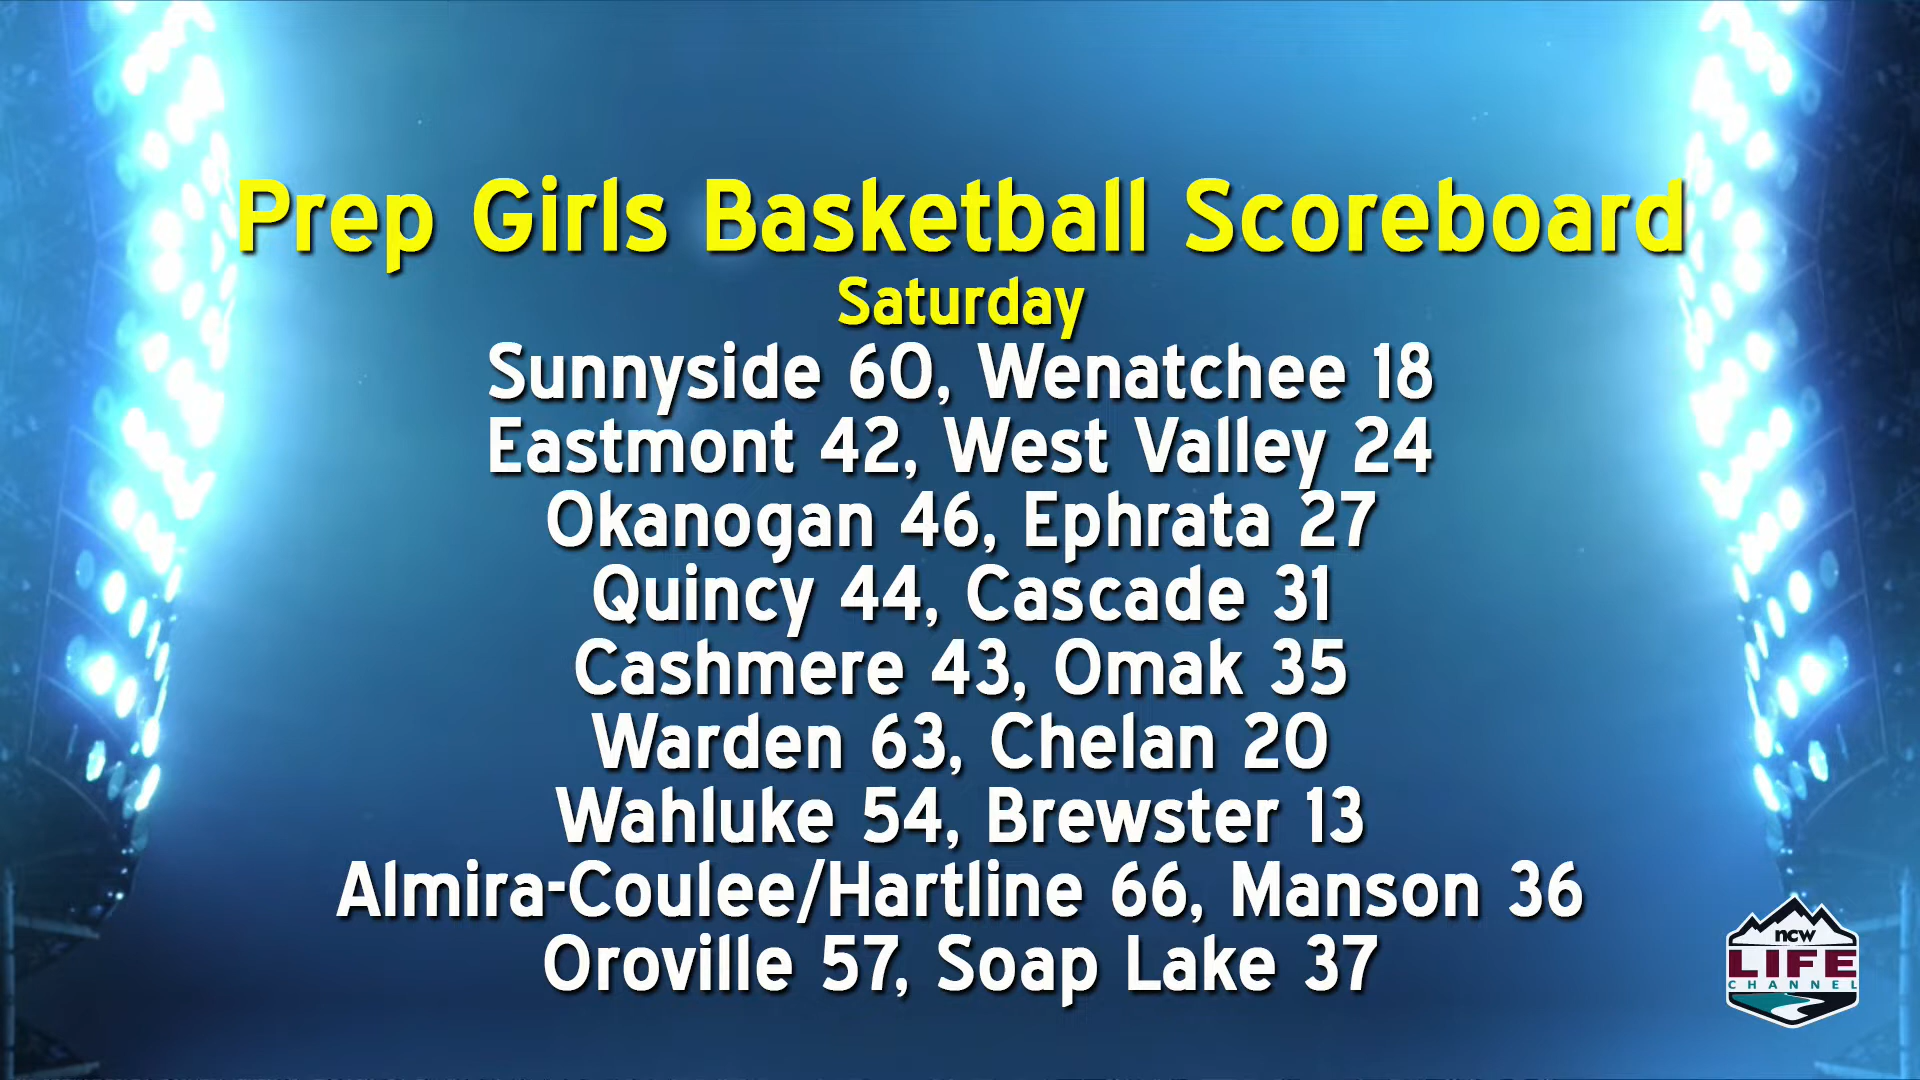 Prep Girls Basketball Scoreboard
Saturday
Sunnyside 60, Wenatchee 18
Eastmont 42, West Valley 24
Okanogan 46, Ephrata 27
Quincy 44, Cascade 31
Cashmere 43, Omak 35
Warden 63, Chelan 20
Wahluke 54, Brewster 13
Almira-Coulee/Hartline 66, Manson 36
Oroville 57, Soap Lake 37
ncw
LIFE
CHANNEL